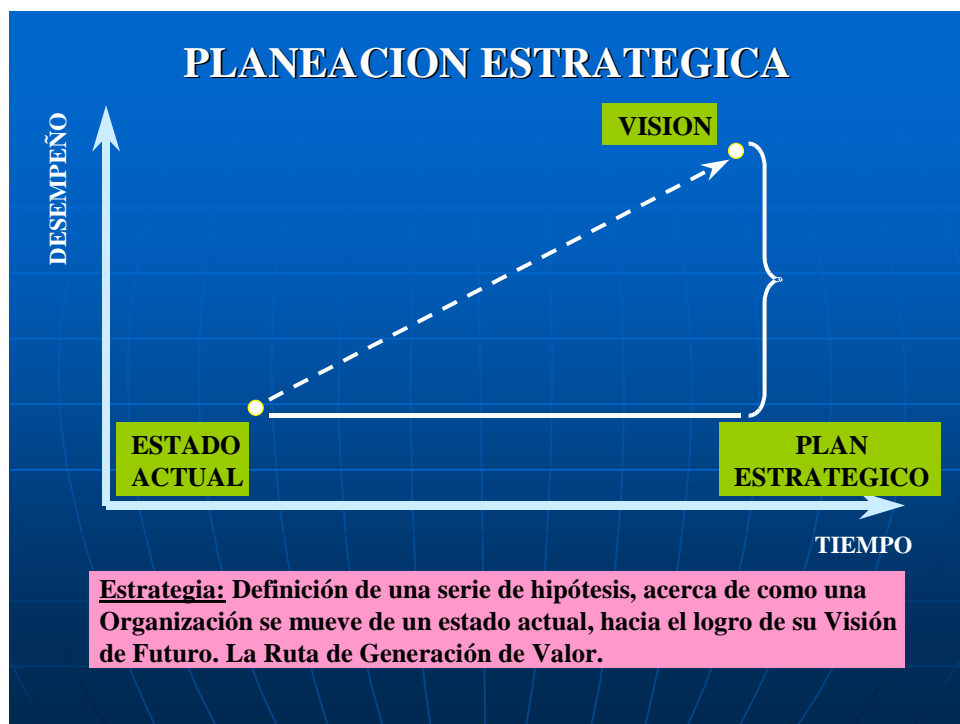 PLANEACION ESTRATEGICA
DESEMPEÑO
VISION
ESTADO
ACTUAL
PLAN
ESTRATEGICO
TIEMPO
Estrategia: Definición de una serie de hipótesis, acerca de como una
Organización se mueve de un estado actual, hacia el logro de su Visión
de Futuro. La Ruta de Generación de Valor.